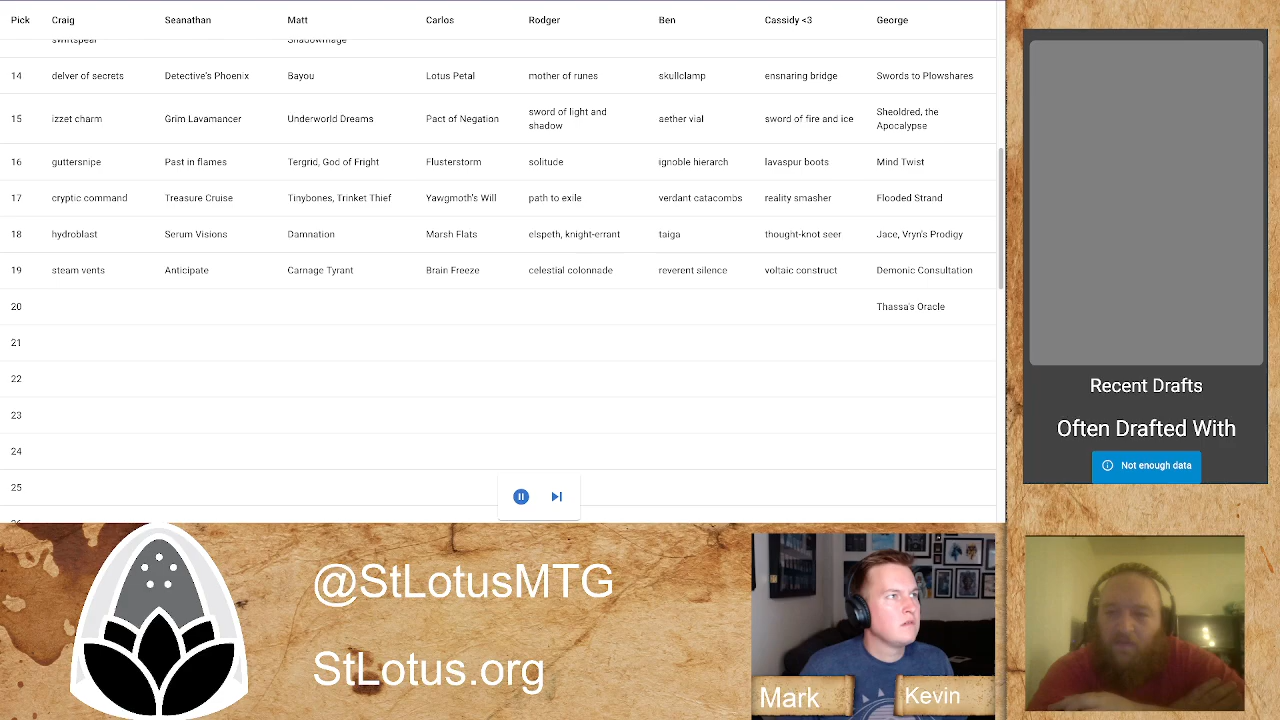 Pick Craig Seanathan Matt Carlos Rodger Ben Cassidy <3 George
swiftspear Shadowmage
14 delver of secrets Detective's Phoenix Bayou Lotus Petal mother of runes skullclamp ensnaring bridge Swords to Plowshares
15 izzet charm Grim Lavamancer Underworld Dreams Pact of Negation sword of light and shadow aether vial sword of fire and ice Sheoldred, the Apocalypse
16 guttersnipe Past in flames Tergrid, God of Fright Flusterstorm solitude ignoble hierarch lavaspur boots Mind Twist
17 cryptic command Treasure Cruise Tinybones, Trinket Thief Yawgmoth's Will path to exile verdant catacombs reality smasher Flooded Strand
18 hydroblast Serum Visions Damnation Marsh Flats elspeth, knight-errant taiga thought-knot seer Jace, Vryn's Prodigy
19 steam vents Anticipate Carnage Tyrant Brain Freeze celestial colonnade reverent silence voltaic construct Demonic Consultation
20 Thassa's Oracle
21
22
23
24
25
Recent Drafts
Often Drafted With
Not enough data
@StLotusMTG
StLotus.org
Mark
Kevin